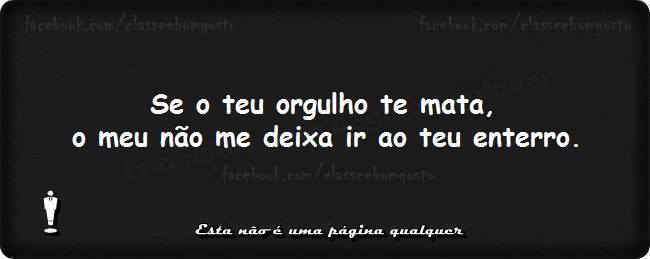 facebook.com/classeebomgosto facebook.com/classeebomgosto
Se o teu orgulho te mata,
o meu não me deixa ir ao teu enterro.
facebook.com/classeebomgosto
Esta não é uma página qualquer